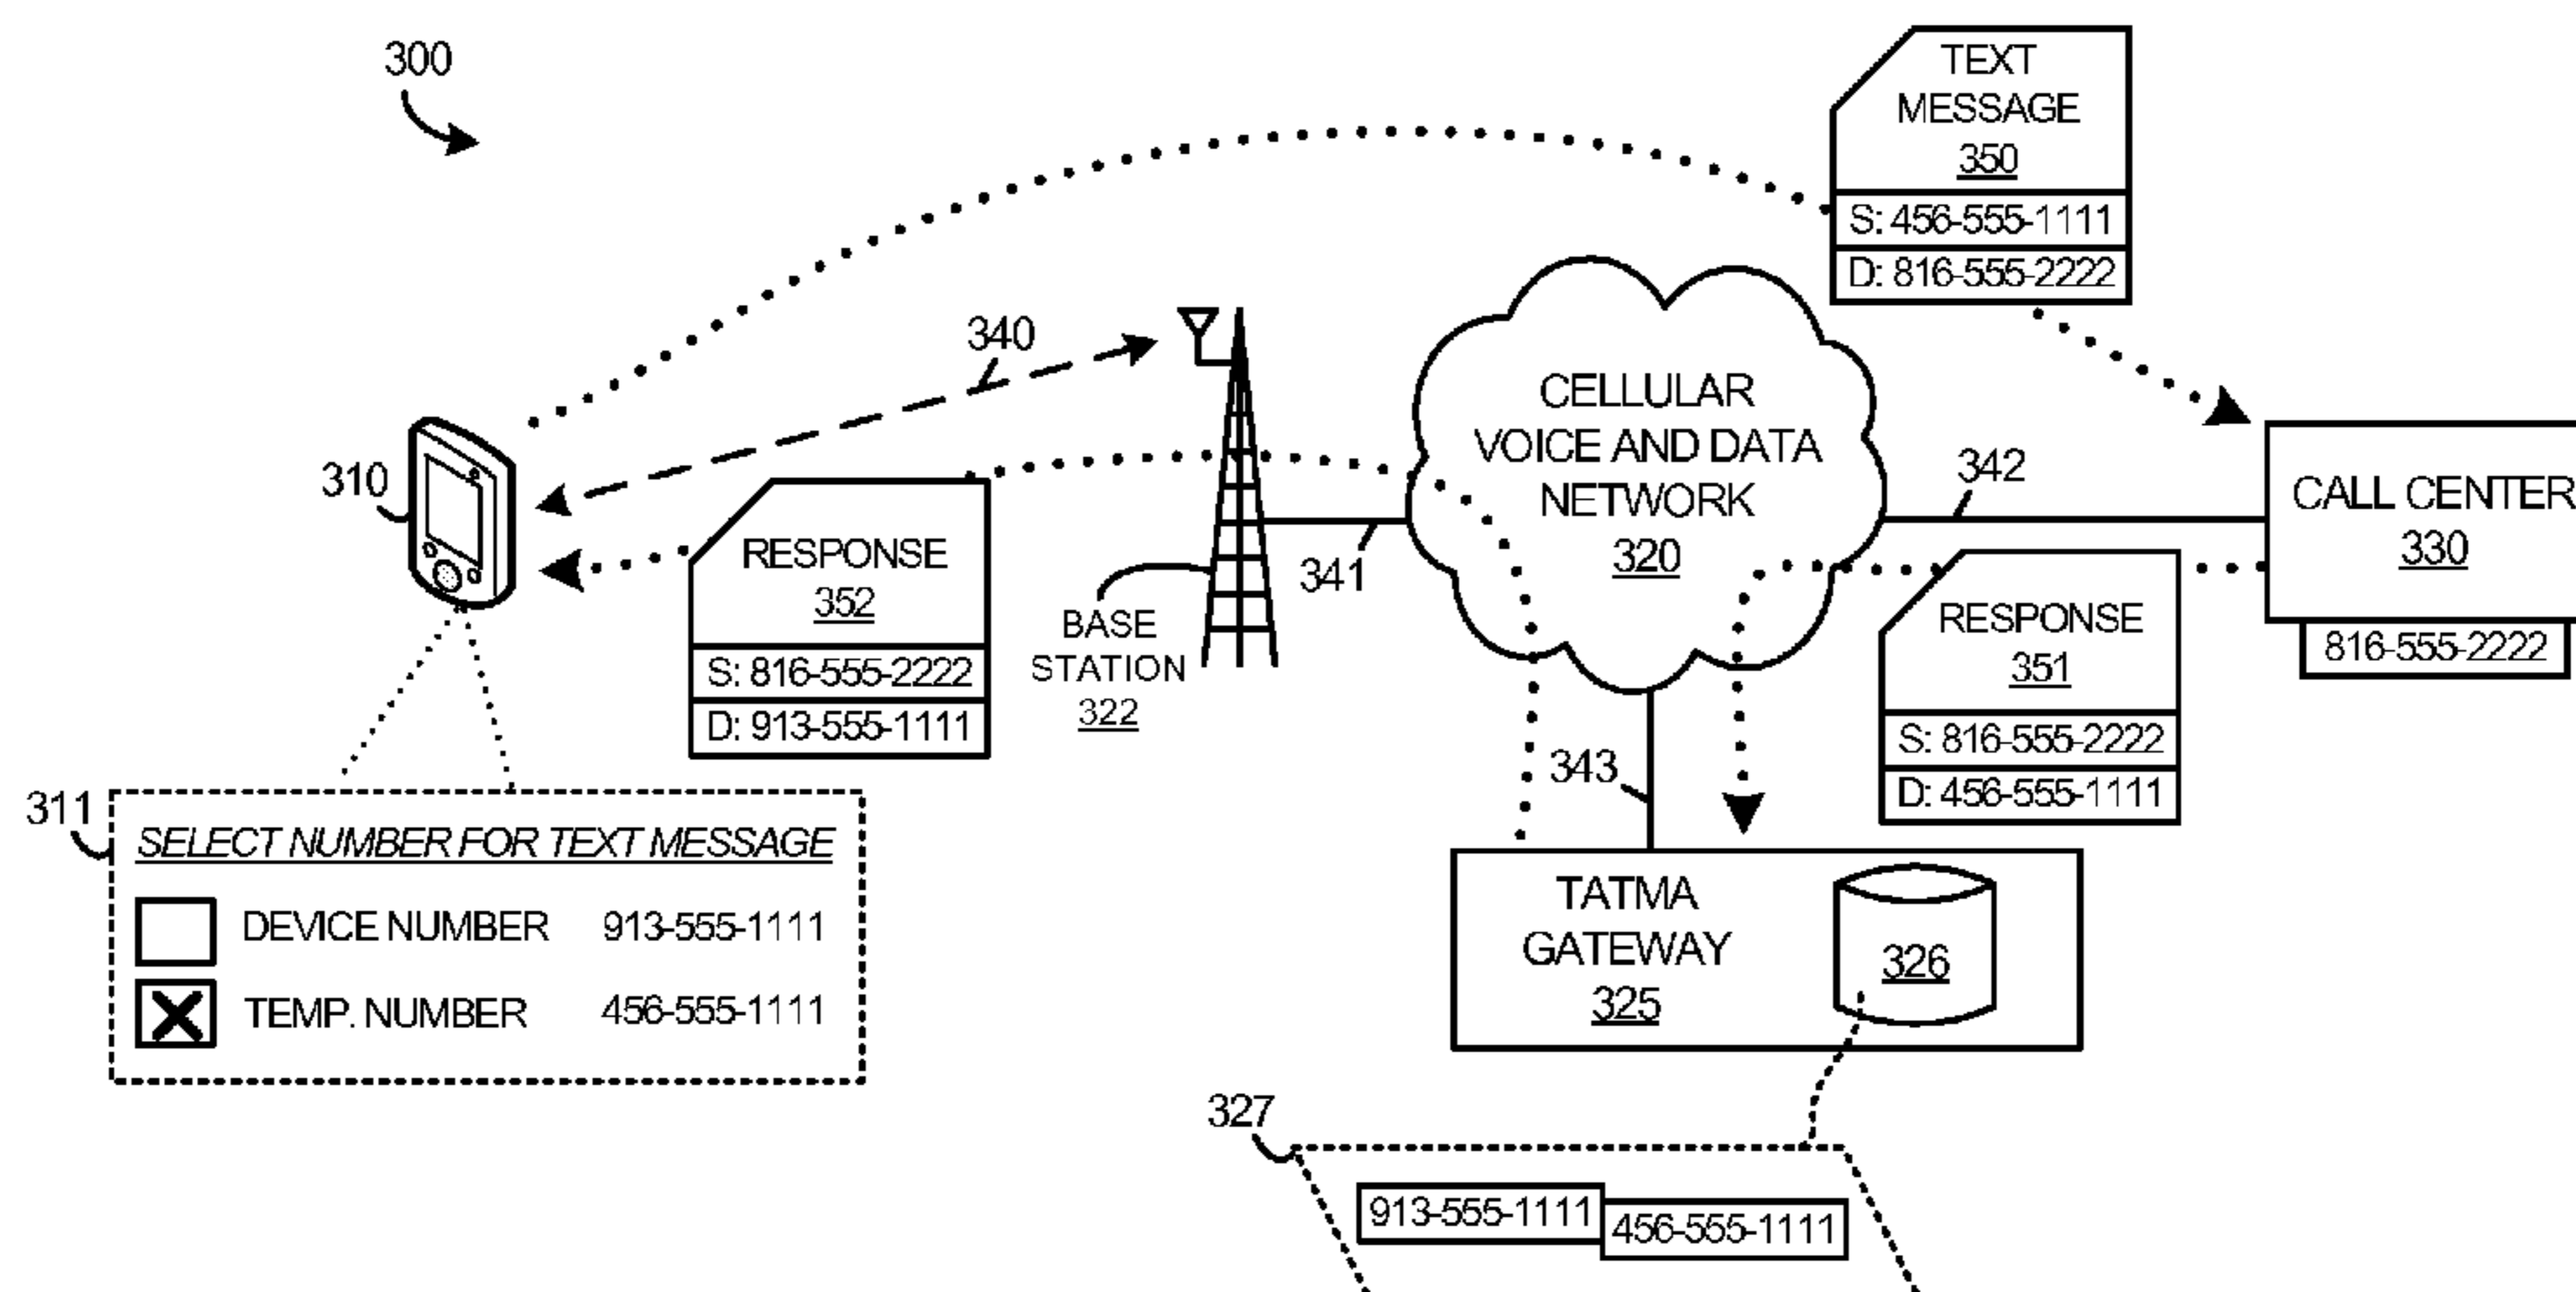 300
TEXT
MESSAGE
350
S: 456-555-1111
D: 816-555-2222
340
310
CELLULAR
VOICE AND DATA
NETWORK
320
342
CALL CENTER
330
816-555-2222
RESPONSE
352
S: 816-555-2222
D: 913-555-1111
BASE
STATION
322
341
RESPONSE
351
S: 816-555-2222
D: 456-555-1111
343
311
SELECT NUMBER FOR TEXT MESSAGE
DEVICE NUMBER 913-555-1111
TEMP. NUMBER 456-555-1111
TATMA
GATEWAY
325
326
327
913-555-1111
456-555-1111